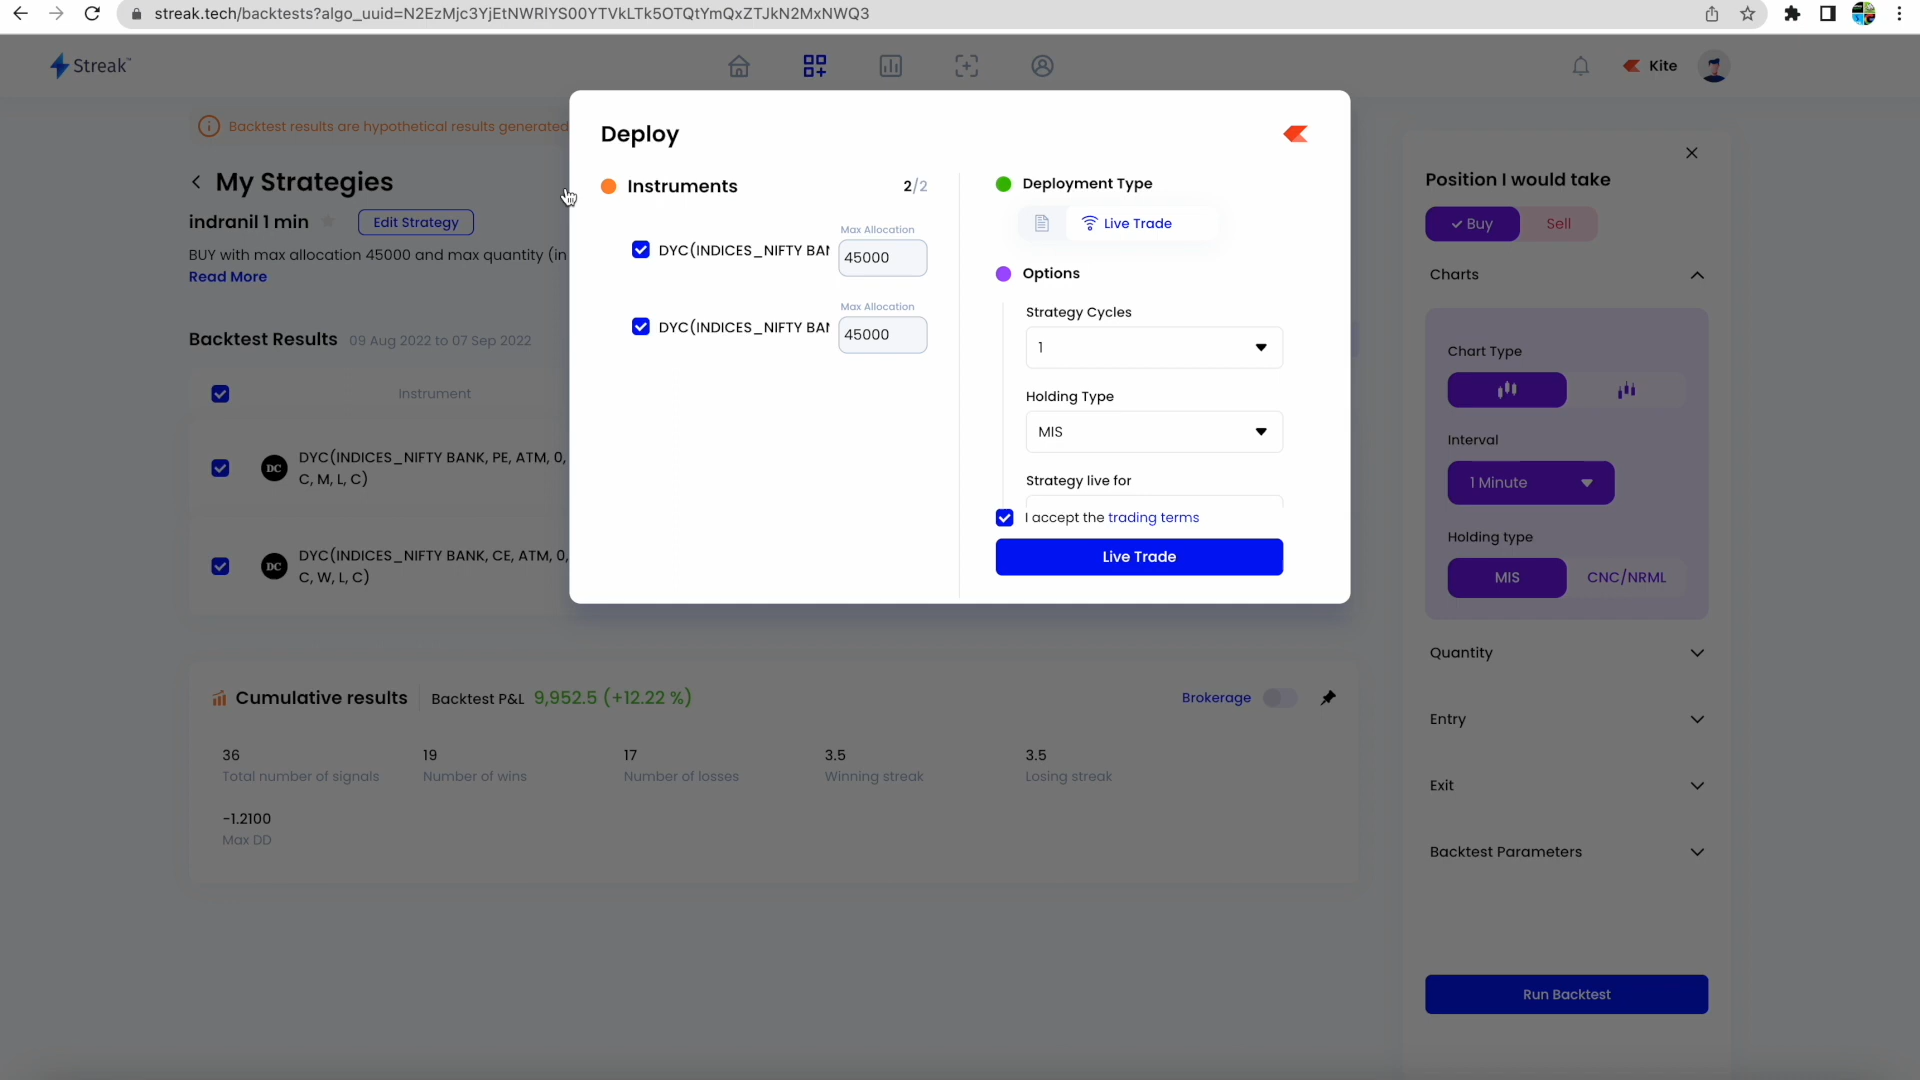 streak.tech/backtests?algo_uuid=N2EzMjc3YjEtNWRlYS00YTVkLTk5OTQtYmQxZTJkN2MxNWQ3
Streak™
Kite
Backtest results are hypothetical results generated
My Strategies
indranil 1 min
Edit Strategy
BUY with max allocation 45000 and max quantity (in
Read More
Backtest Results 09 Aug 2022 to 07 Sep 2022
Instrument
DYC(INDICES_NIFTY BANK, PE, ATM, 0,
C, M, L, C)
DYC(INDICES_NIFTY BANK, CE, ATM, 0,
C, W, L, C)
DC
DC
Deploy
Instruments
2/2
Max Allocation
DYC(INDICES_NIFTY BAN
45000
Max Allocation
DYC(INDICES_NIFTY BAN
45000
Deployment Type
Live Trade
Options
Strategy Cycles
1
Holding Type
MIS
Strategy live for
I accept the trading terms
Live Trade
Cumulative results
Backtest P&L 9,952.5 (+12.22 %)
Brokerage
36
Total number of signals
19
Number of wins
17
Number of losses
3.5
Winning streak
3.5
Losing streak
-1.2100
Max DD
Position I would take
Buy
Sell
Charts
Chart Type
Interval
1 Minute
Holding type
MIS
CNC/NRML
Quantity
Entry
Exit
Backtest Parameters
Run Backtest